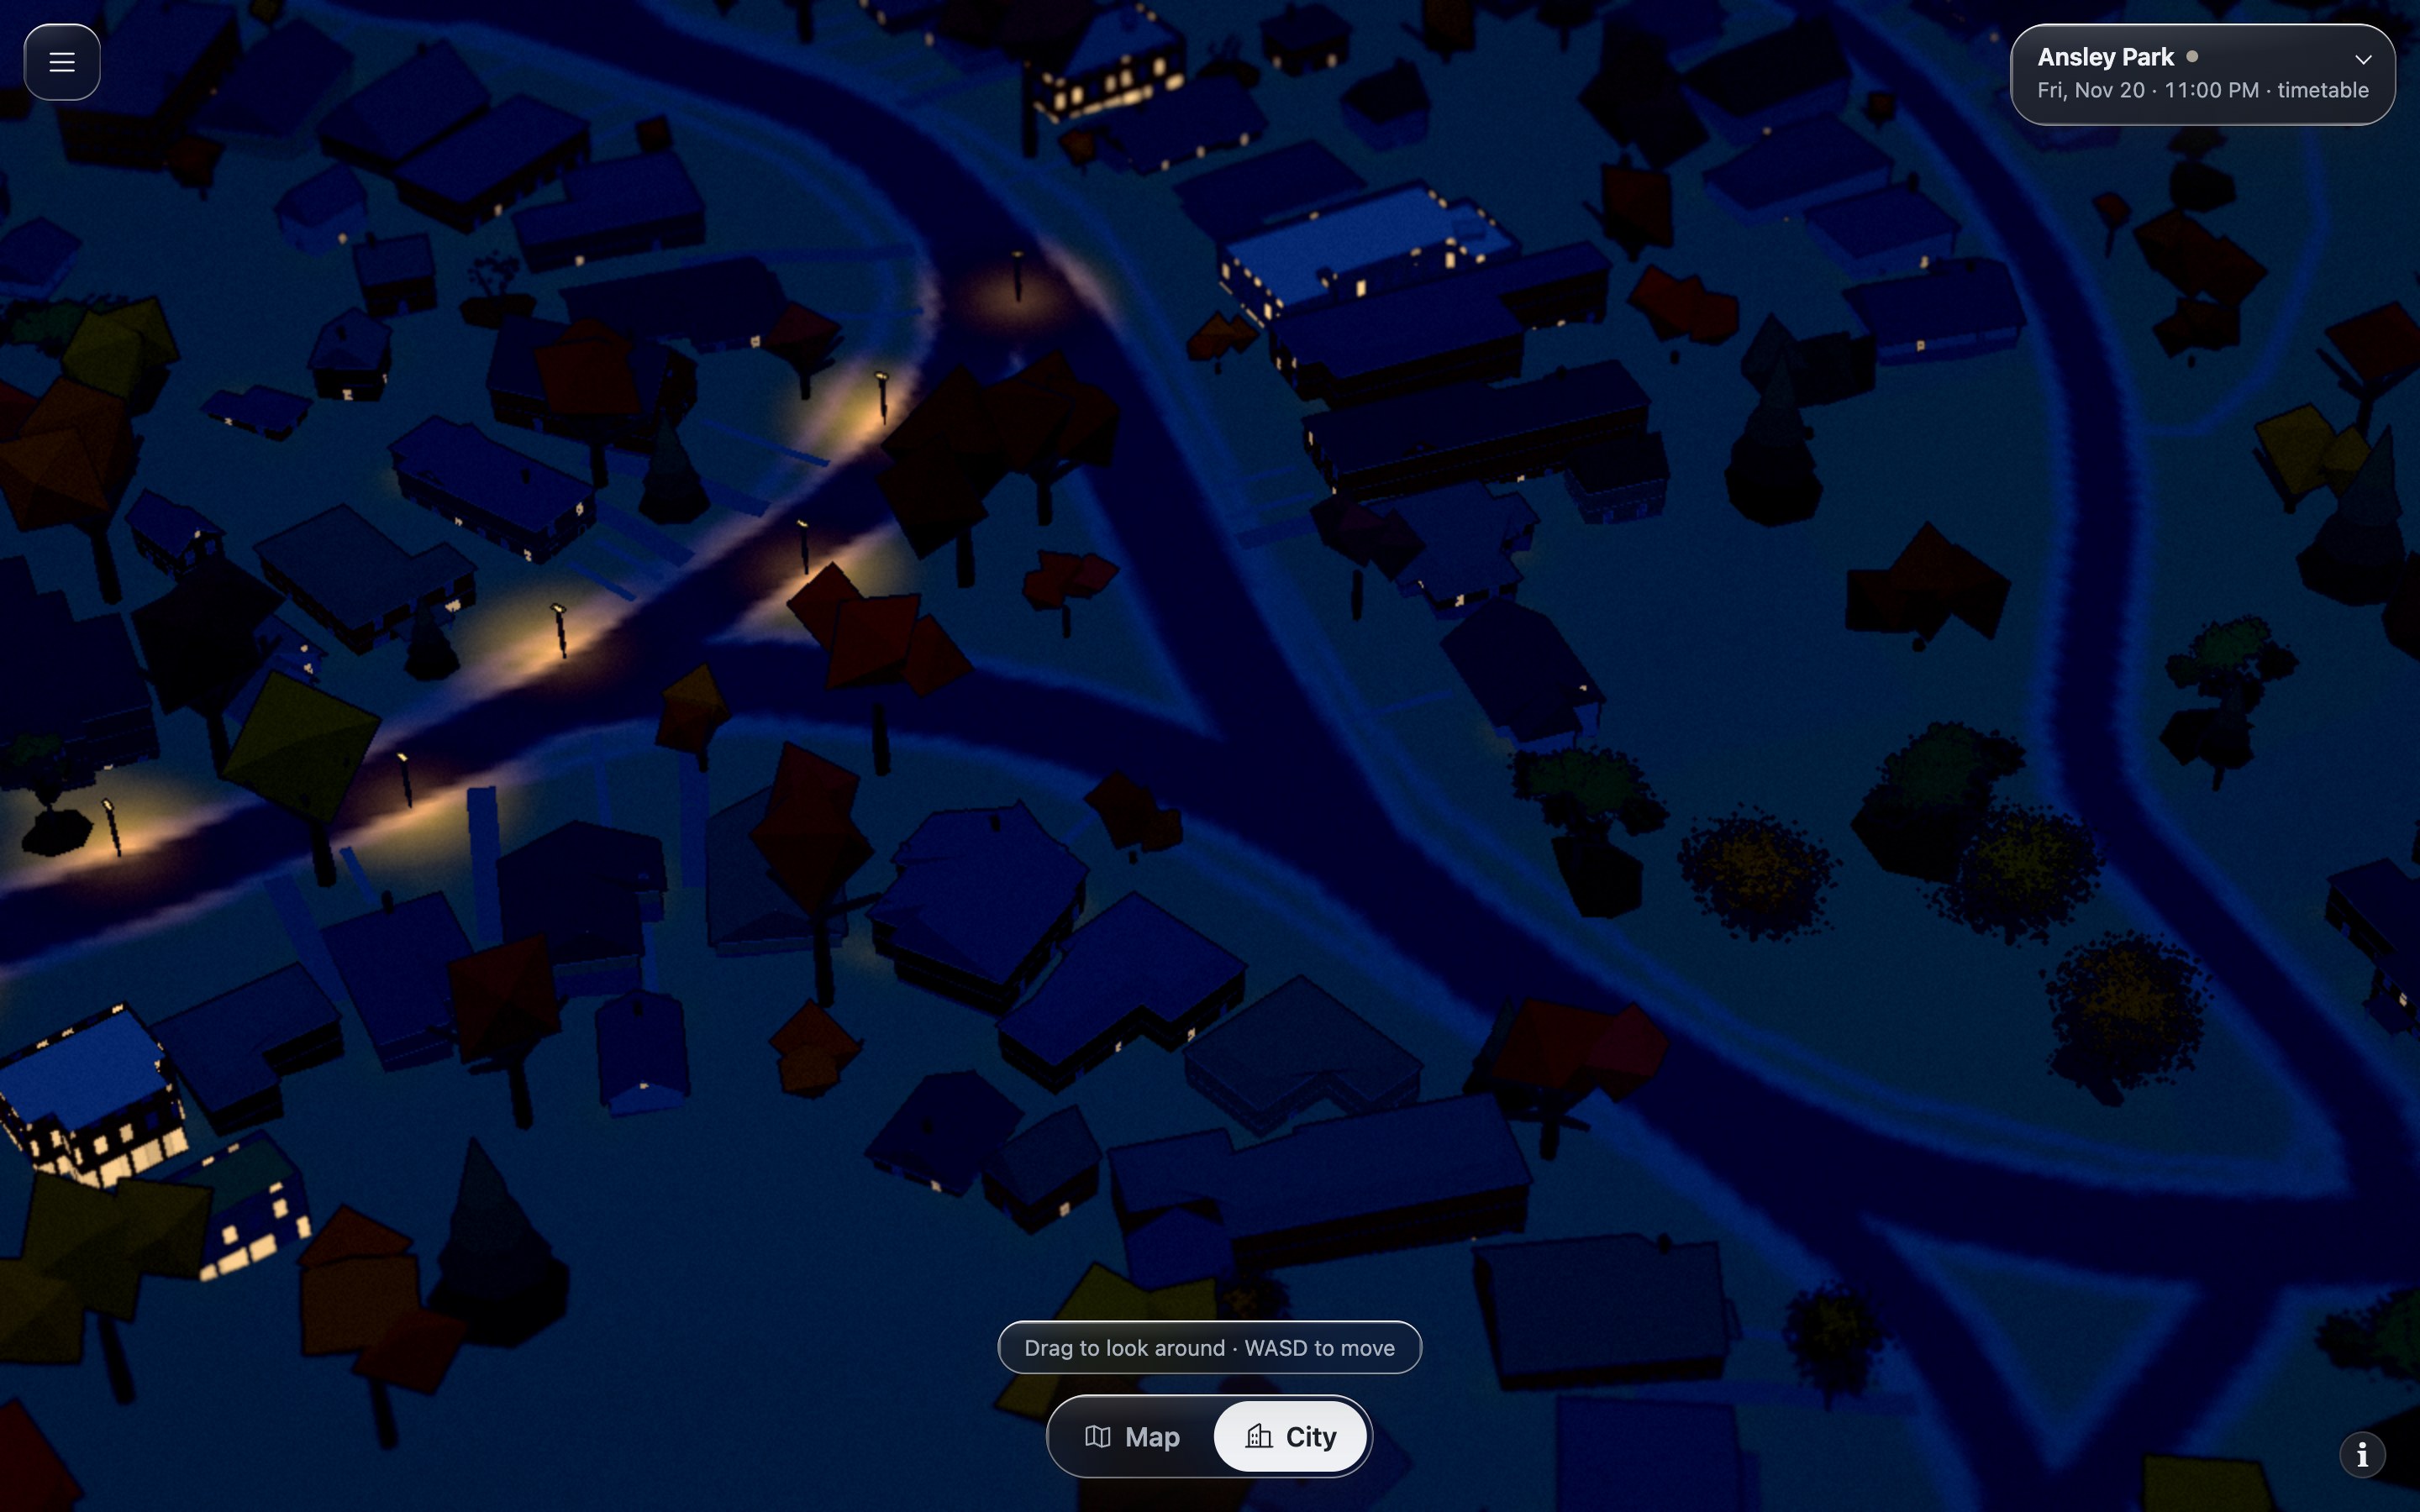 Ansley Park
Fri, Nov 20 · 11:00 PM · timetable
Drag to look around · WASD to move
Map
City
i